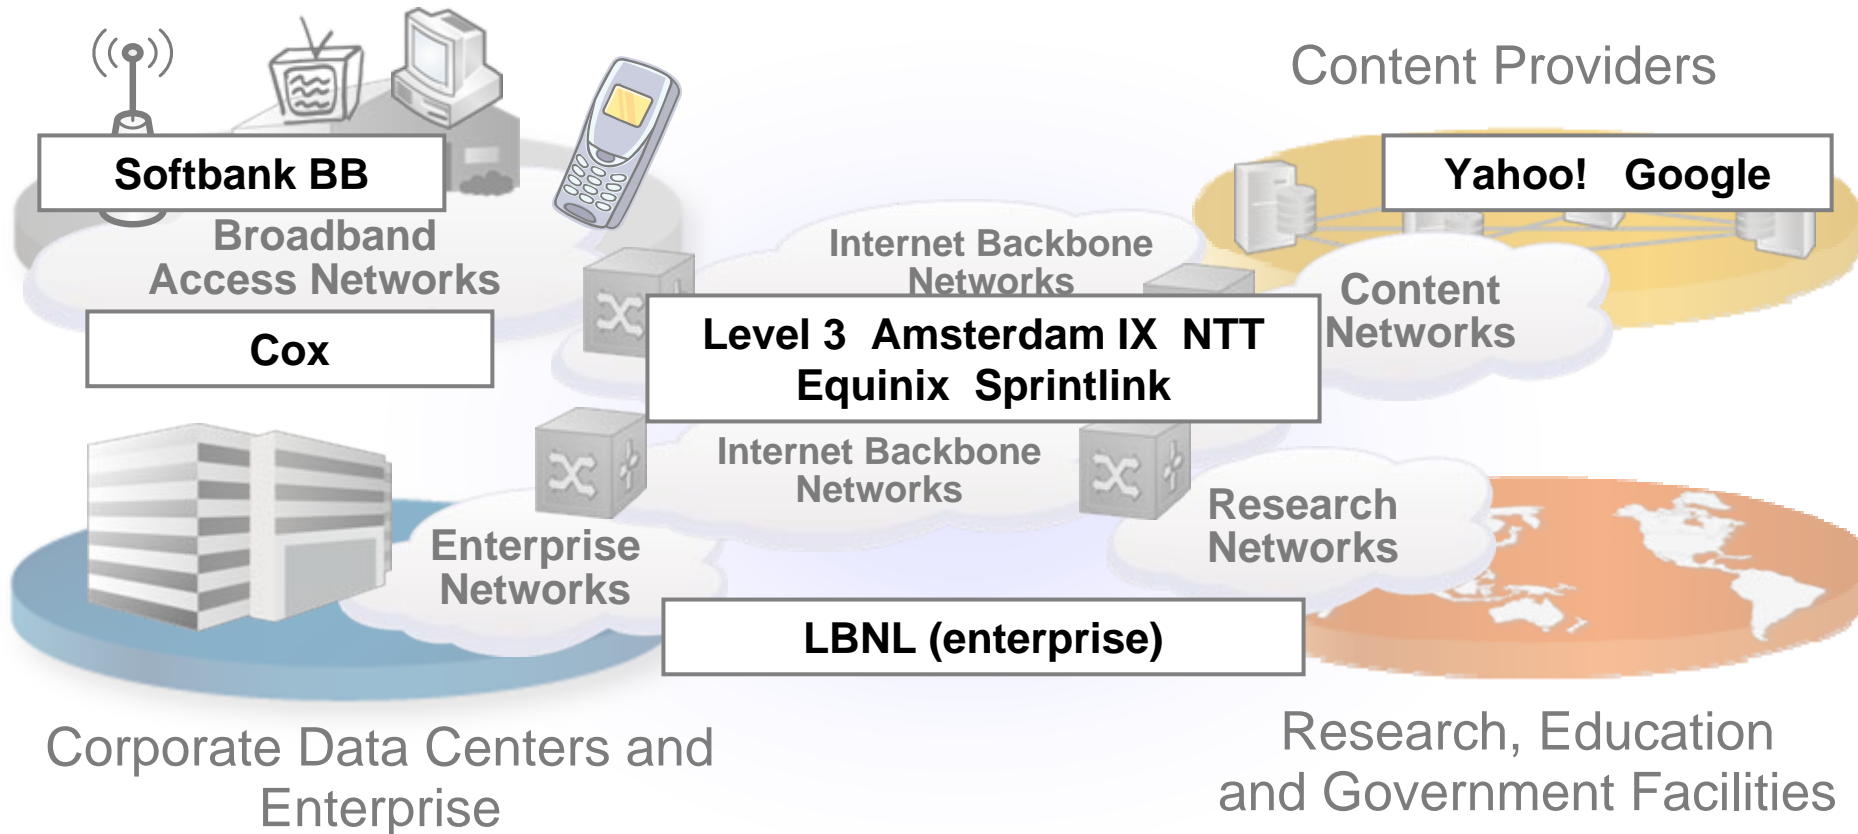 Content Providers
Softbank BB
Yahoo! Google
Broadband
Access Networks
Internet Backbone
Networks
Content
Networks
Cox
Level 3 Amsterdam IX NTT
Equinix Sprintlink
Internet Backbone
Networks
Research
Networks
Enterprise
Networks
LBNL (enterprise)
Corporate Data Centers and
Enterprise
Research, Education
and Government Facilities